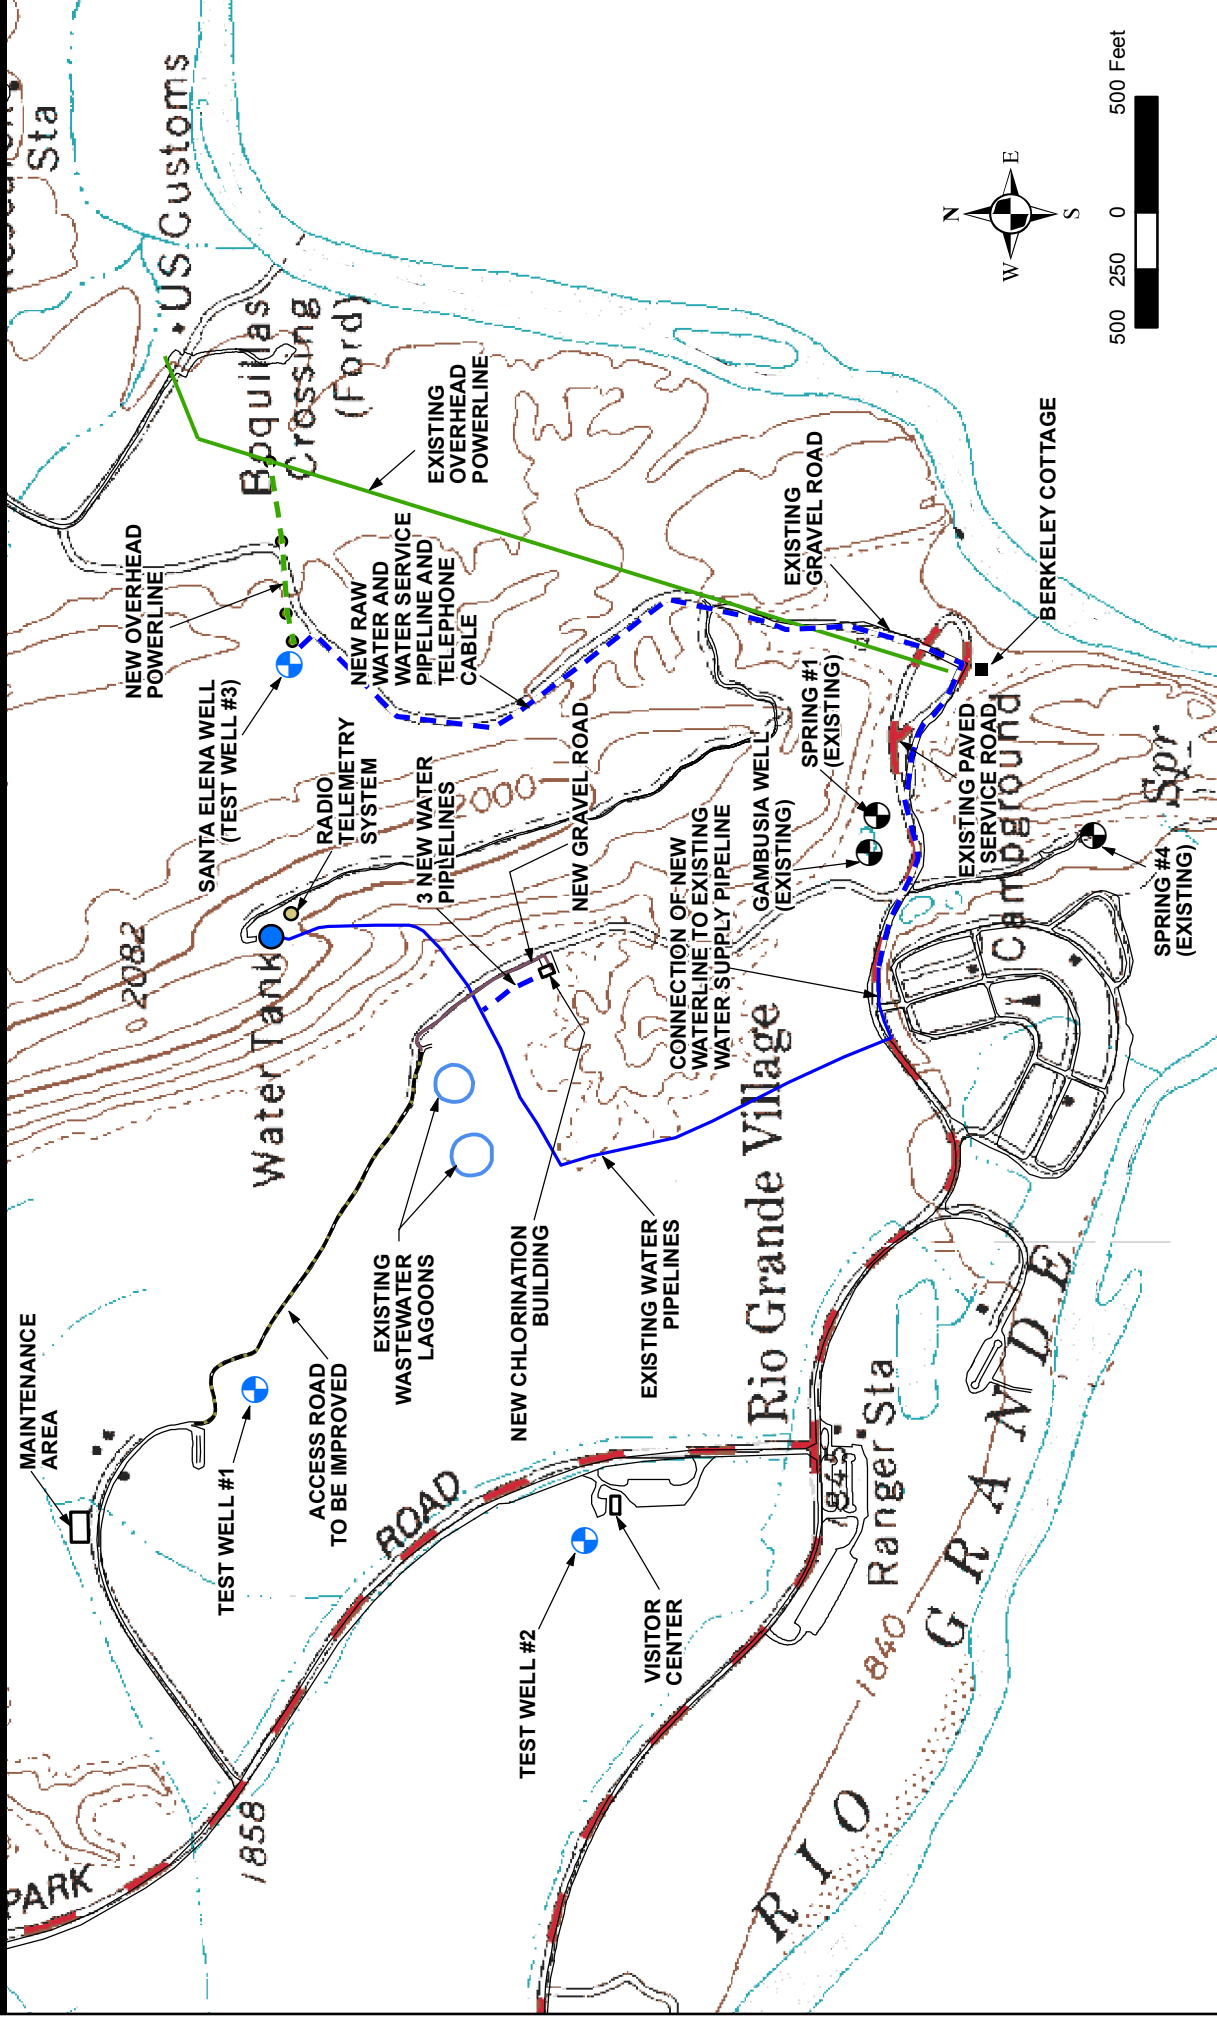 Sta
US Customs
Boquillas
Crossing
(Ford)
EXISTING
OVERHEAD
POWERLINE
NEW OVERHEAD
POWERLINE
NEW RAW
WATER AND
WATER SERVICE
PIPELINE AND
TELEPHONE
CABLE
EXISTING
GRAVEL ROAD
BERKELEY COTTAGE
SANTA ELENA WELL
(TEST WELL #3)
RADIO
TELEMETRY
SYSTEM
3 NEW WATER
PIPELINES
2000
NEW GRAVEL ROAD
SPRING #1
(EXISTING)
GAMBUSIA WELL
(EXISTING)
EXISTING PAVED
SERVICE ROAD
Campground
Spr
SPRING #4
(EXISTING)
2082
Water Tank
CONNECTION OF NEW
WATERLINE TO EXISTING
WATER SUPPLY PIPELINE
Rio Grande Village
EXISTING
WASTEWATER
LAGOONS
NEW CHLORINATION
BUILDING
EXISTING WATER
PIPELINES
MAINTENANCE
AREA
TEST WELL #1
ACCESS ROAD
TO BE IMPROVED
PARK
ROAD
1858
TEST WELL #2
VISITOR
CENTER
1845
Ranger Sta
1840
RIO GRANDE
N
W
E
S
500
250
0
500 Feet